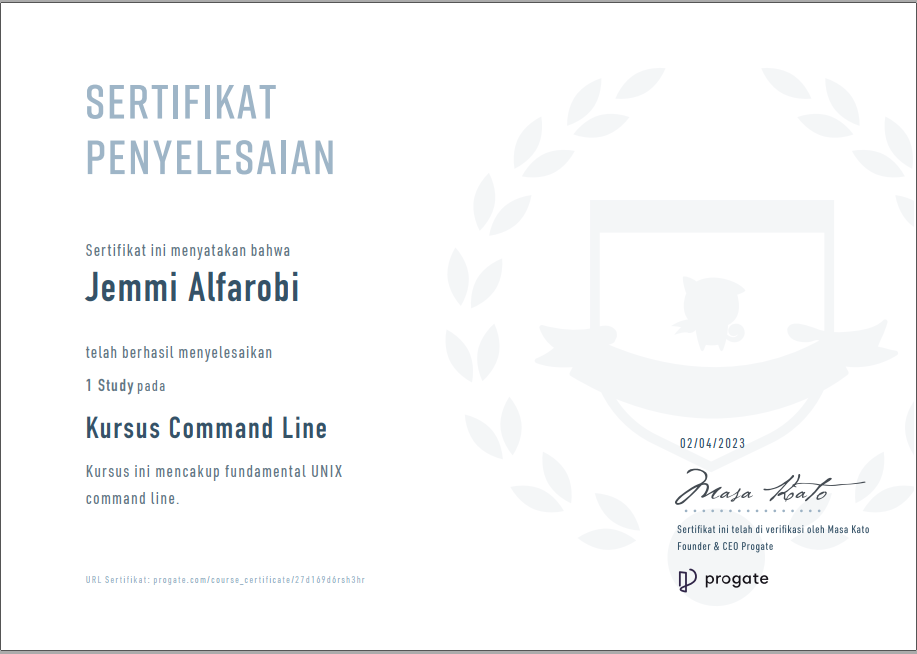 SERTIFIKAT
PENYELESAIAN
Sertifikat ini menyatakan bahwa
Jemmi Alfarobi
telah berhasil menyelesaikan
1 Study pada
Kursus Command Line
Kursus ini mencakup fundamental UNIX
command line.
02/04/2023
Masa Kato
Sertifikat ini telah di verifikasi oleh Masa Kato
Founder & CEO Progate
progate
URL Sertifikat: progate.com/course_certificate/27d169d6rsh3hr